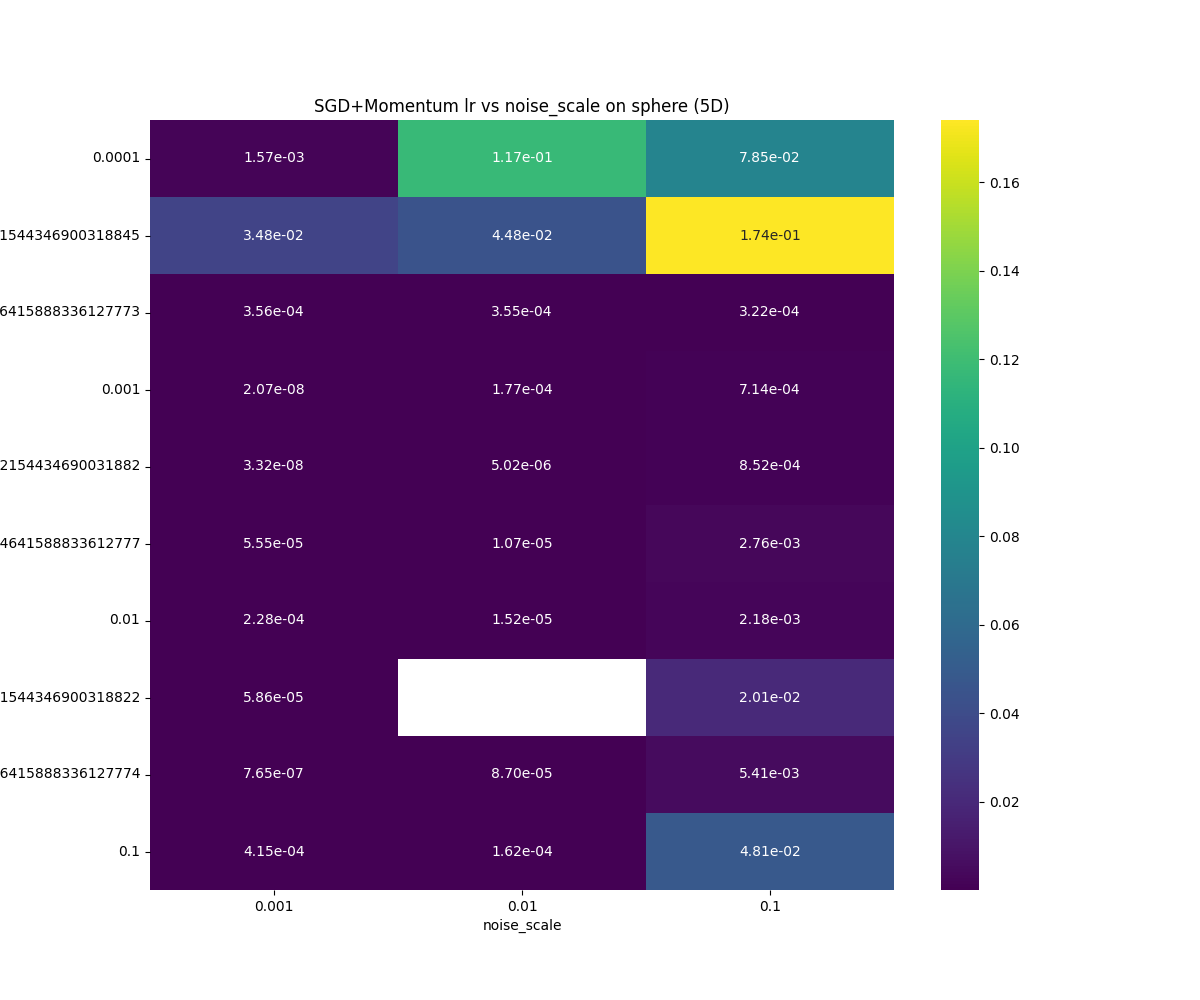 SGD+Momentum lr vs noise_scale on sphere (5D)
0.0001 1.57e-03 1.17e-01 7.85e-02
1544346900318845 3.48e-02 4.48e-02 1.74e-01
6415888336127773 3.56e-04 3.55e-04 3.22e-04
0.001 2.07e-08 1.77e-04 7.14e-04
2154434690031882 3.32e-08 5.02e-06 8.52e-04
4641588833612777 5.55e-05 1.07e-05 2.76e-03
0.01 2.28e-04 1.52e-05 2.18e-03
1544346900318822 5.86e-05 2.01e-02
6415888336127774 7.65e-07 8.70e-05 5.41e-03
0.1 4.15e-04 1.62e-04 4.81e-02
0.001 0.01 0.1
noise_scale
0.16
0.14
0.12
0.10
0.08
0.06
0.04
0.02